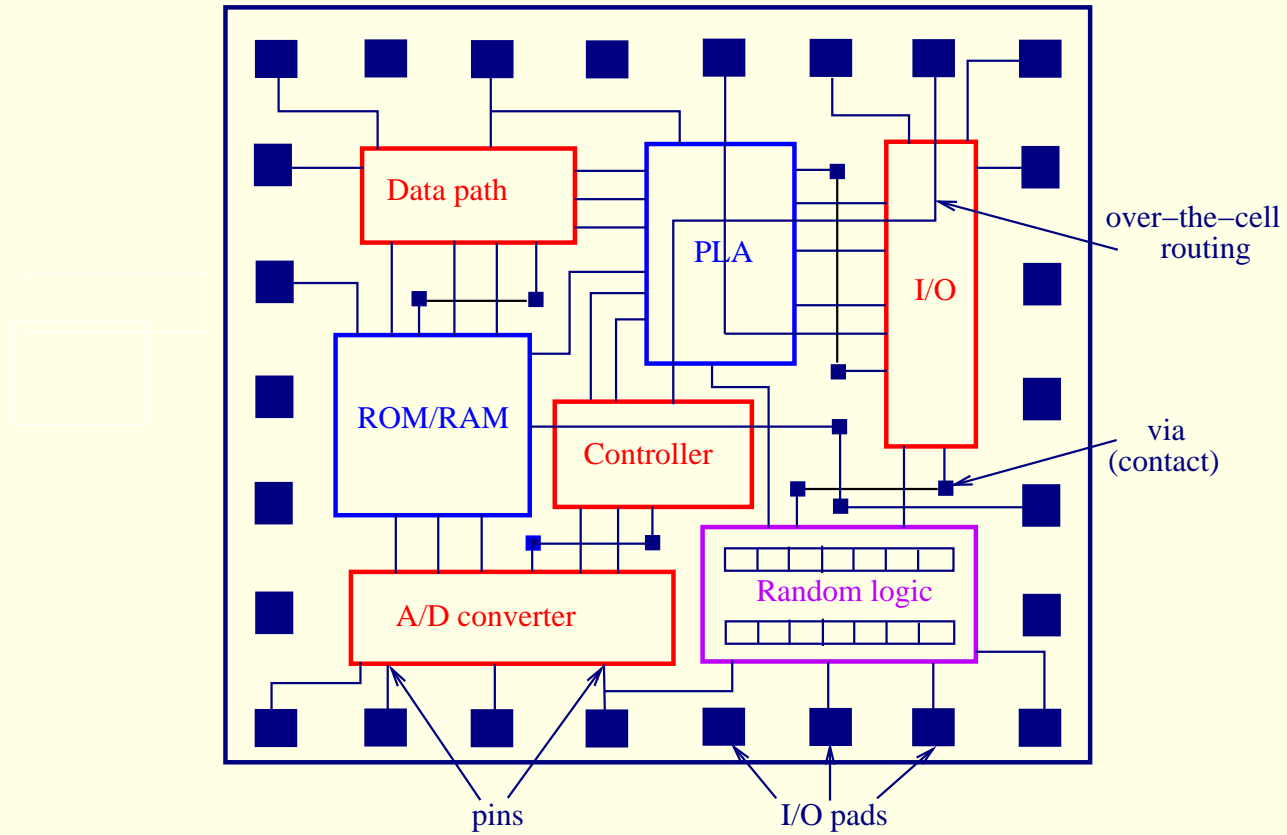 Data path
PLA
over−the−cell
routing
I/O
ROM/RAM
Controller
via
(contact)
Random logic
A/D converter
pins
I/O pads